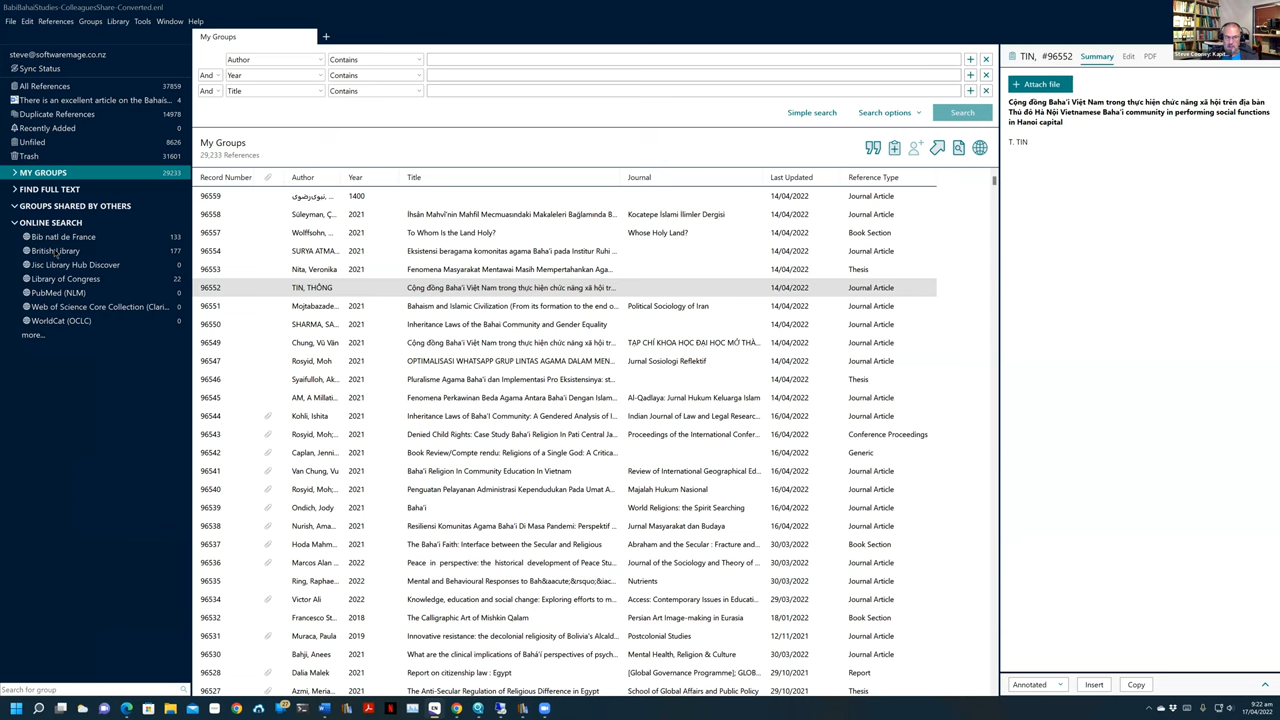 BabiBahaiStudies-ColleaguesShare-Converted.enl
File Edit References Groups Library Tools Window Help
steve@softwaremage.co.nz
Sync Status
All References 37859
There is an excellent article on the Bahaís... 4
Duplicate References 14978
Recently Added 0
Unfiled 8626
Trash 31601
MY GROUPS 29233
FIND FULL TEXT
GROUPS SHARED BY OTHERS
ONLINE SEARCH
Bib natl de France 133
British Library 177
Jisc Library Hub Discover 0
Library of Congress 22
PubMed (NLM) 0
Web of Science Core Collection (Clari... 0
WorldCat (OCLC) 0
more...
Search for group
My Groups +
Author Contains
And Year Contains
And Title Contains
Simple search Search options Search
My Groups
29,233 References
Record Number Author Year Title Journal Last Updated Reference Type
96559 نبوی‌رضوی, ... 1400 14/04/2022 Journal Article
96558 Süleyman, Ç... 2021 İhsân Mahvî'nin Mahfil Mecmuasındaki Makaleleri Bağlamında B... Kocatepe İslami İlimler Dergisi 14/04/2022 Journal Article
96557 Wolffsohn, ... 2021 To Whom Is the Land Holy? Whose Holy Land? 14/04/2022 Book Section
96554 SURYA ATMA... 2021 Eksistensi beragama komonitas agama Baha'i pada Institur Ruhi ... 14/04/2022 Journal Article
96553 Nita, Veronika 2021 Fenomena Masyarakat Mentawai Masih Mempertahankan Aga... 14/04/2022 Thesis
96552 TIN, THÔNG Cộng đồng Baha'i Việt Nam trong thực hiện chức năng xã hội tr... 14/04/2022 Journal Article
96551 Mojtabazade... 2021 Bahaism and Islamic Civilization (From its formation to the end o... Political Sociology of Iran 14/04/2022 Journal Article
96550 SHARMA, SA... 2021 Inheritance Laws of the Bahai Community and Gender Equality 14/04/2022 Journal Article
96549 Chung, Vũ Văn 2021 Cộng đồng Baha'i Việt Nam trong thực hiện chức năng xã hội tr... TẠP CHÍ KHOA HỌC ĐẠI HỌC MỞ THÀ... 14/04/2022 Journal Article
96547 Rosyid, Moh 2021 OPTIMALISASI WHATSAPP GRUP LINTAS AGAMA DALAM MEN... Jurnal Sosiologi Reflektif 14/04/2022 Journal Article
96546 Syaifulloh, Ak... 2021 Pluralisme Agama Baha'i dan Implementasi Pro Eksistensinya: st... 14/04/2022 Thesis
96545 AM, A Millati... 2021 Fenomena Perkawinan Beda Agama Antara Baha'i Dengan Islam... Al-Qadlaya: Jurnal Hukum Keluarga Islam 14/04/2022 Journal Article
96544 Kohli, Ishita 2021 Inheritance Laws of Baha'I Community: A Gendered Analysis of I... Indian Journal of Law and Legal Researc... 16/04/2022 Journal Article
96543 Rosyid, Moh;... 2021 Denied Child Rights: Case Study Baha'i Religion In Pati Central Ja... Proceedings of the International Confer... 16/04/2022 Conference Proceedings
96542 Caplan, Jenni... 2021 Book Review/Compte rendu: Religions of a Single God: A Critica... 16/04/2022 Generic
96541 Van Chung, Vu 2021 Baha'i Religion In Community Education In Vietnam Review of International Geographical Ed... 16/04/2022 Journal Article
96540 Rosyid, Moh;... 2021 Penguatan Pelayanan Administrasi Kependudukan Pada Umat A... Majalah Hukum Nasional 16/04/2022 Journal Article
96539 Ondich, Jody 2021 Baha'i World Religions: the Spirit Searching 16/04/2022 Journal Article
96538 Nurish, Ama... 2021 Resiliensi Komunitas Agama Baha'i Di Masa Pandemi: Perspektif ... Jurnal Masyarakat dan Budaya 16/04/2022 Journal Article
96537 Hoda Mahm... 2021 The Baha'i Faith: Interface between the Secular and Religious Abraham and the Secular : Fracture and... 30/03/2022 Book Section
96536 Marcos Alan ... 2022 Peace in perspective: the historical development of Peace Stu... Journal of the Sociology and Theory of ... 30/03/2022 Journal Article
96535 Ring, Raphae... 2022 Mental and Behavioural Responses to Bah&aacute;&rsquo;&iac... Nutrients 30/03/2022 Journal Article
96534 Victor Ali 2022 Knowledge, education and social change: Exploring efforts to m... Access: Contemporary Issues in Educati... 29/03/2022 Journal Article
96532 Francesco St... 2018 The Calligraphic Art of Mishkin Qalam Persian Art Image-making in Eurasia 18/01/2022 Book Section
96531 Muraca, Paula 2019 Innovative resistance: the decolonial religiosity of Bolivia's Alcald... Postcolonial Studies 12/11/2021 Journal Article
96530 Bahji, Anees What are the clinical implications of Bahá'í perspectives of psych... Mental Health, Religion & Culture 30/03/2022 Journal Article
96528 Dalia Malek Report on citizenship law : Egypt [Global Governance Programme]; Gove... 29/10/2021 Report
96527 Azmi, Meria... 2021 The Anti-Secular Regulation of Religious Difference in Egypt School of Global Affairs and Public Policy 29/10/2021 Thesis
Steve Cooney: Kapit...
TIN, #96552 Summary Edit PDF
+ Attach file
Cộng đồng Baha'i Việt Nam trong thực hiện chức năng xã hội trên địa bàn
Thủ đô Hà Nội Vietnamese Baha'i community in performing social functions
in Hanoi capital
T. TIN
Annotated Insert Copy
9:22 am
17/04/2022